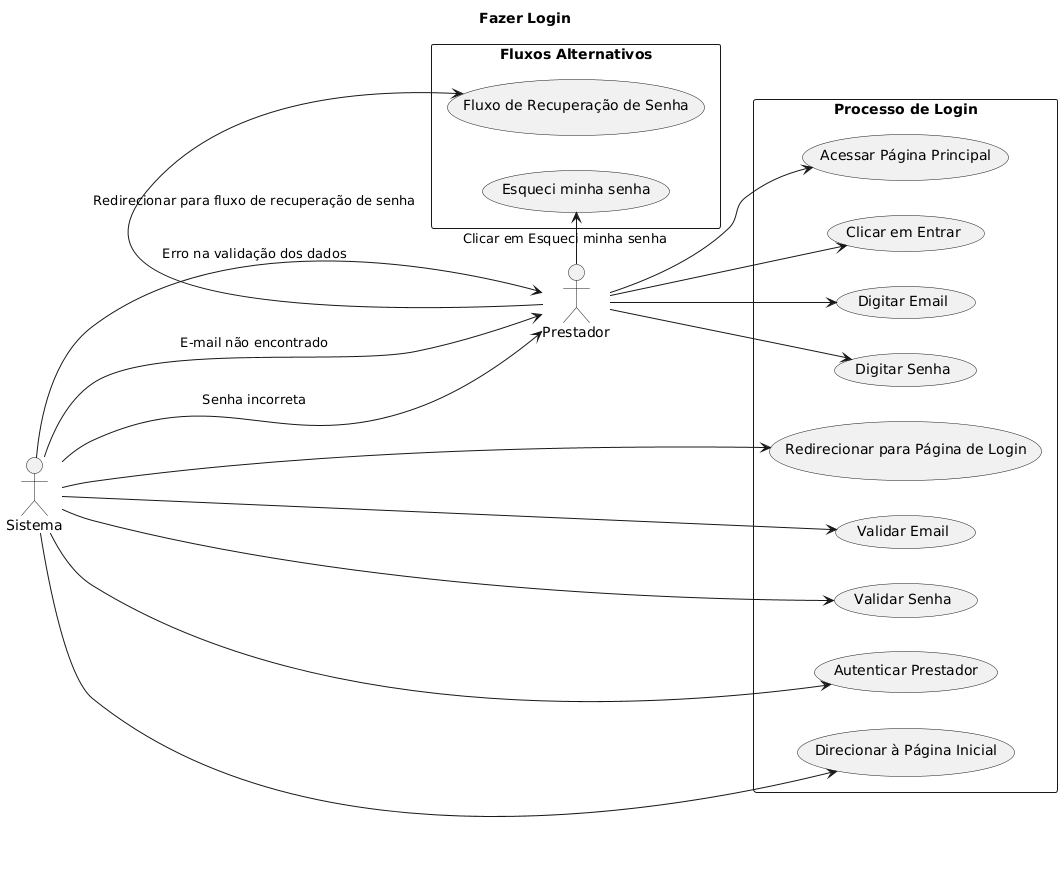 Fazer Login
Fluxos Alternativos
Fluxo de Recuperação de Senha
Esqueci minha senha
Processo de Login
Acessar Página Principal
Clicar em Entrar
Digitar Email
Digitar Senha
Redirecionar para Página de Login
Validar Email
Validar Senha
Autenticar Prestador
Direcionar à Página Inicial
Redirecionar para fluxo de recuperação de senha
Clicar em Esqueci minha senha
Erro na validação dos dados
Prestador
E-mail não encontrado
Senha incorreta
Sistema